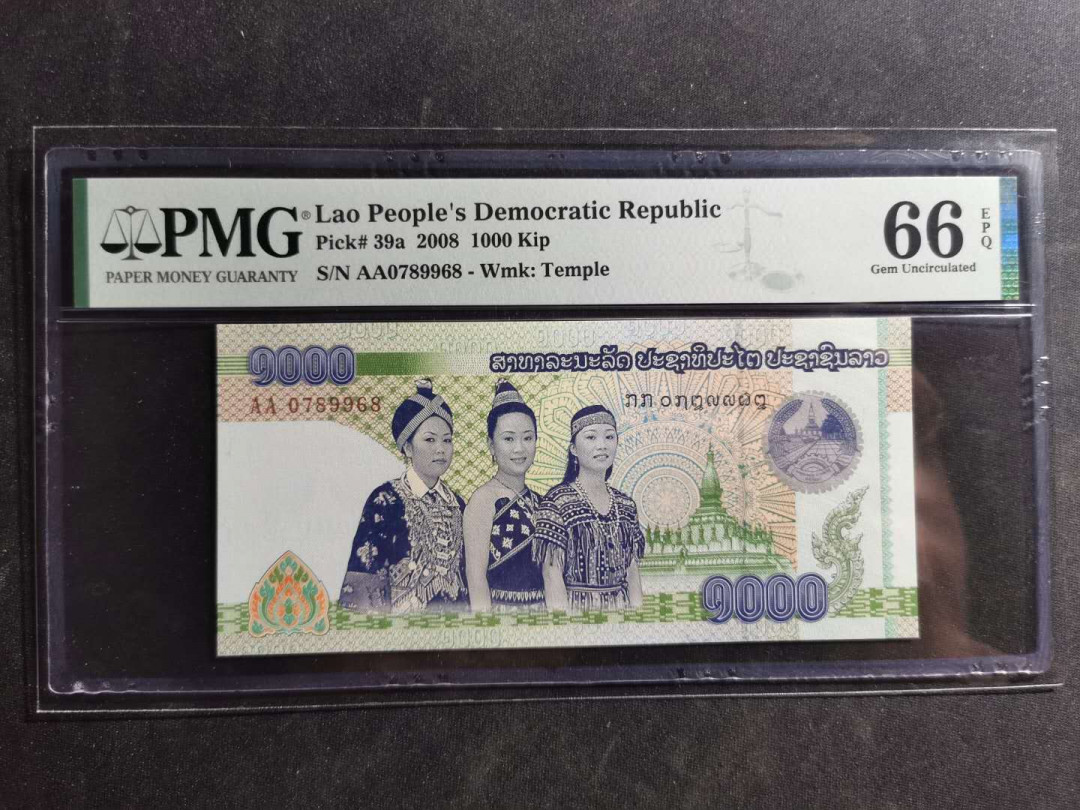 PMG® Lao People's Democratic Republic
Pick# 39a 2008 1000 Kip
PAPER MONEY GUARANTY
S/N AA0789968 - Wmk: Temple
66 EPQ
Gem Uncirculated
໑໐໐໐ ສາທາລະນະລັດ ປະຊາທິປະໄຕ ປະຊາຊົນລາວ
AA 0789968 ກກ ໐໗໘໙໙໖໘
໑໐໐໐